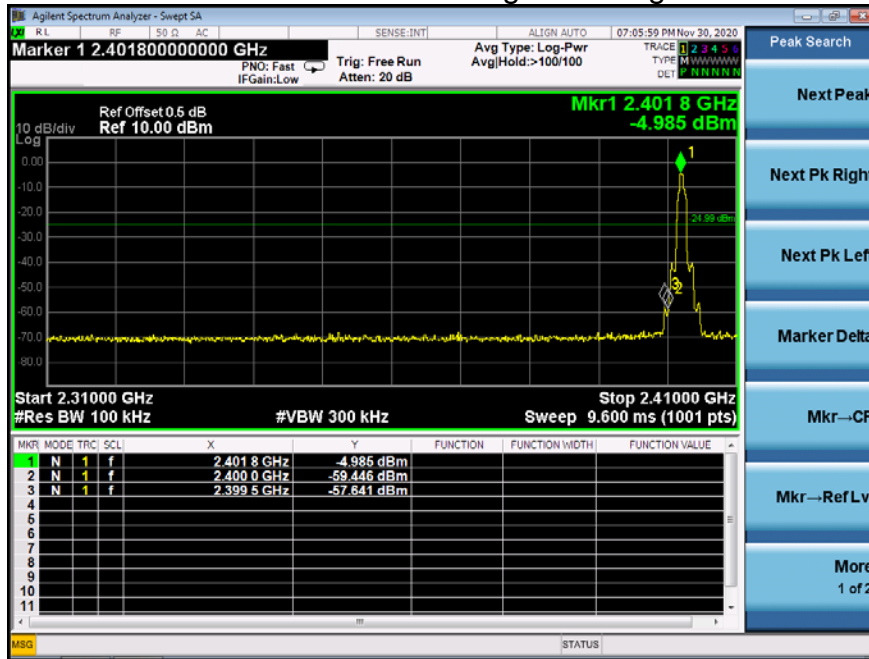 Agilent Spectrum Analyzer - Swept SA
RL RF 50 Ω AC SENSE:INT ALIGN AUTO 07:05:59 PM Nov 30, 2020
Marker 1 2.401800000000 GHz
PNO: Fast
IFGain:Low
Trig: Free Run
Atten: 20 dB
Avg Type: Log-Pwr
Avg|Hold:>100/100
TRACE 1 2 3 4 5 6
TYPE M WWWWW
DET P N N N N N
Peak Search
Next Peak
Next Pk Right
Next Pk Left
Marker Delta
Mkr→CF
Mkr→Ref Lv
More
1 of 2
Mkr1 2.401 8 GHz
-4.985 dBm
Ref Offset 0.5 dB
10 dB/div Ref 10.00 dBm
Log
0.00
-10.0
-20.0
-30.0
-40.0
-50.0
-60.0
-70.0
-80.0
1
-24.99 dBm
3 2
Start 2.31000 GHz Stop 2.41000 GHz
#Res BW 100 kHz #VBW 300 kHz Sweep 9.600 ms (1001 pts)
MKR MODE TRC SCL X Y FUNCTION FUNCTION WIDTH FUNCTION VALUE
1 N 1 f 2.401 8 GHz -4.985 dBm
2 N 1 f 2.400 0 GHz -59.446 dBm
3 N 1 f 2.399 5 GHz -57.641 dBm
4
5
6
7
8
9
10
11
MSG STATUS